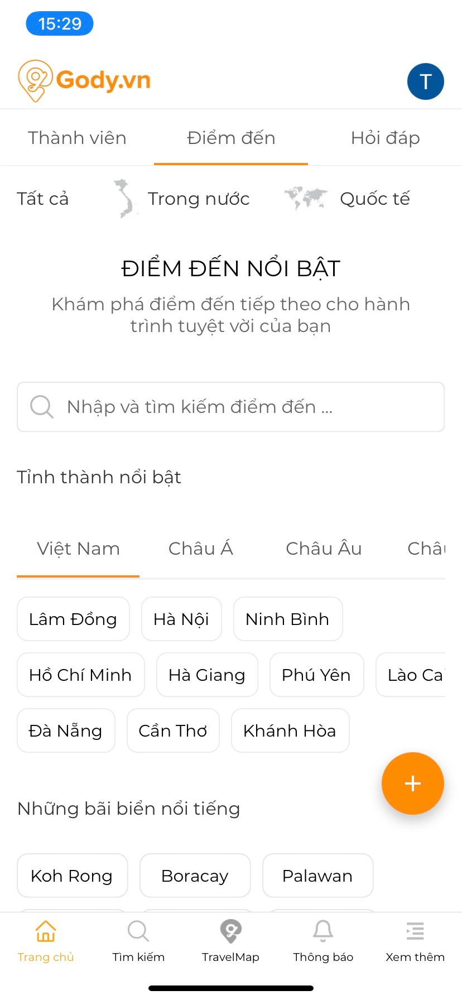 15:29
Gody.vn
T
Thành viên
Điểm đến
Hỏi đáp
Tất cả
Trong nước
Quốc tế
ĐIỂM ĐẾN NỔI BẬT
Khám phá điểm đến tiếp theo cho hành
trình tuyệt vời của bạn
Nhập và tìm kiếm điểm đến ...
Tỉnh thành nổi bật
Việt Nam
Châu Á
Châu Âu
Lâm Đồng
Hà Nội
Ninh Bình
Hồ Chí Minh
Hà Giang
Phú Yên
Lào Cai
Đà Nẵng
Cần Thơ
Khánh Hòa
Những bãi biển nổi tiếng
Koh Rong
Boracay
Palawan
Trang chủ
Tìm kiếm
TravelMap
Thông báo
Xem thêm